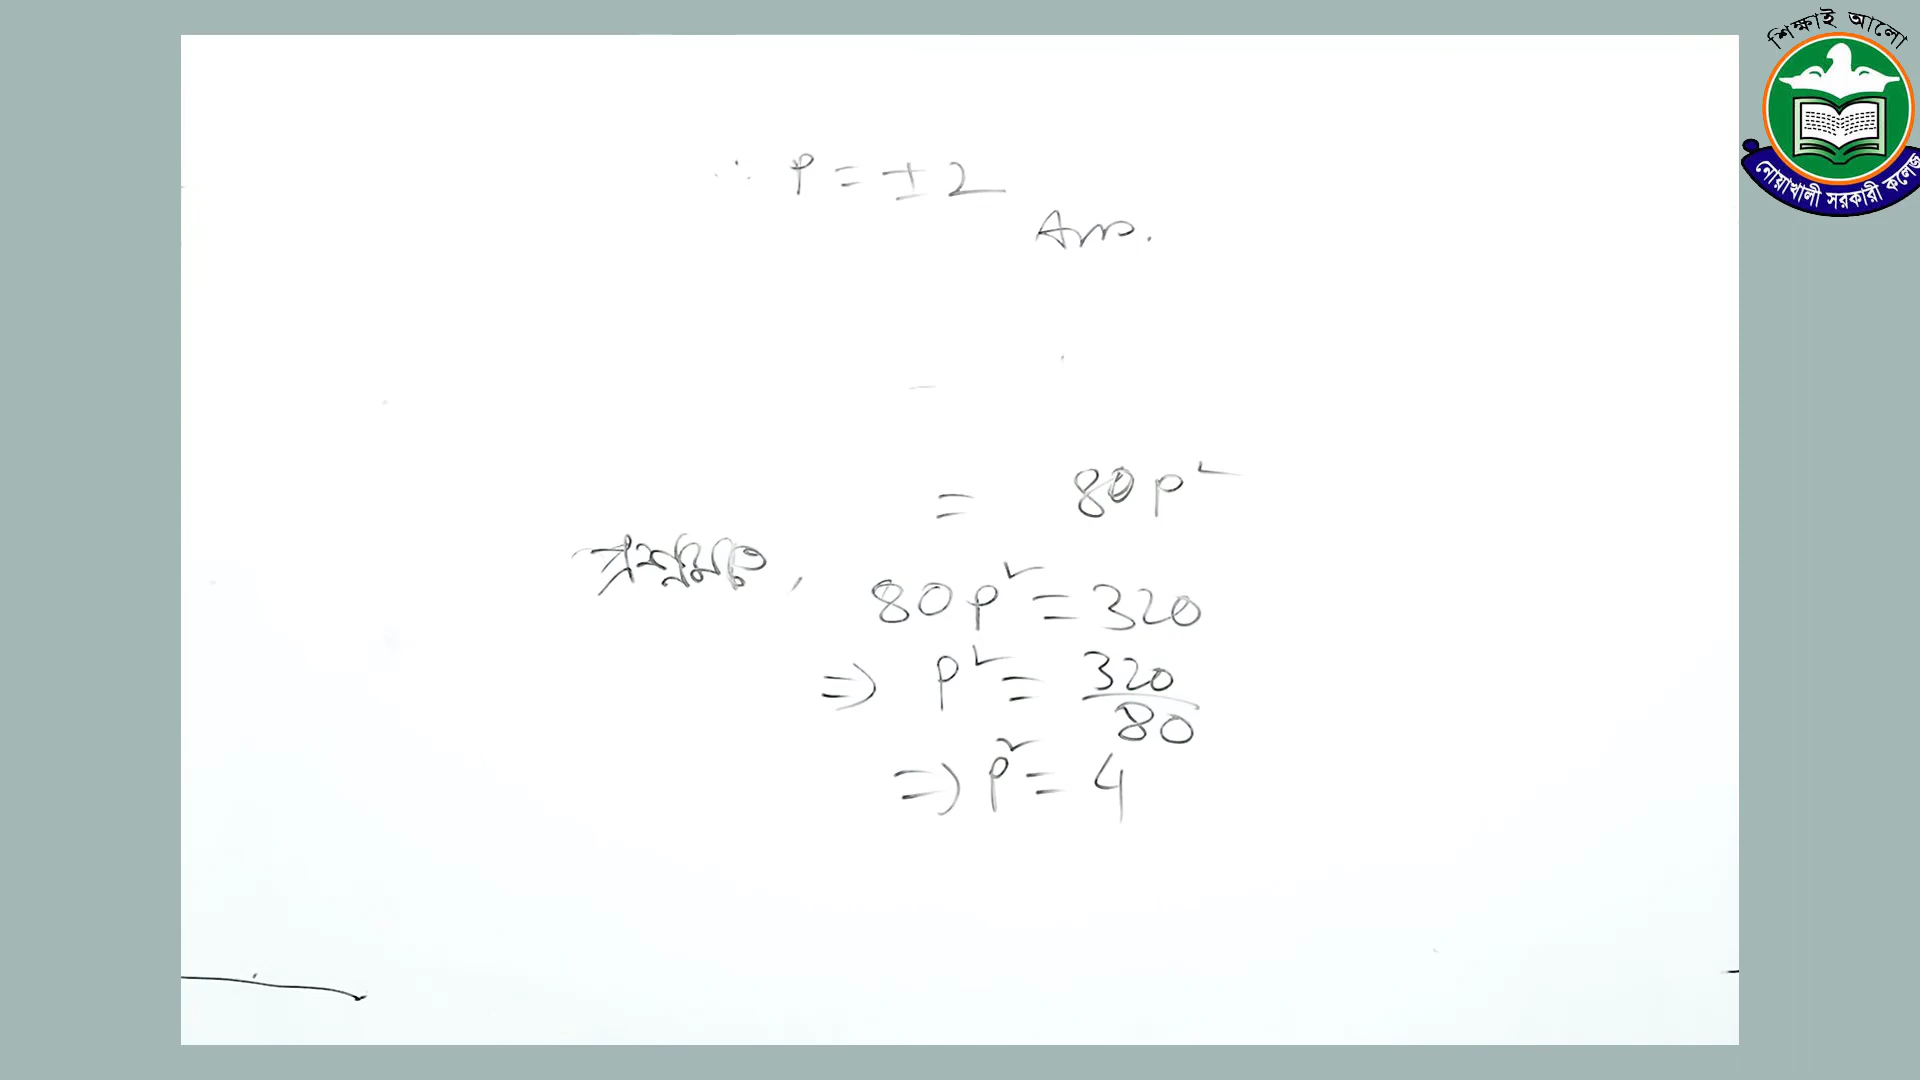 শিক্ষাই আলো
নোয়াখালী সরকারী কলেজ
∴ P = ±2
Ans.
= 80P²
প্রশ্নমতে, 80P² = 320
⇒ P² = 320/80
⇒ P² = 4